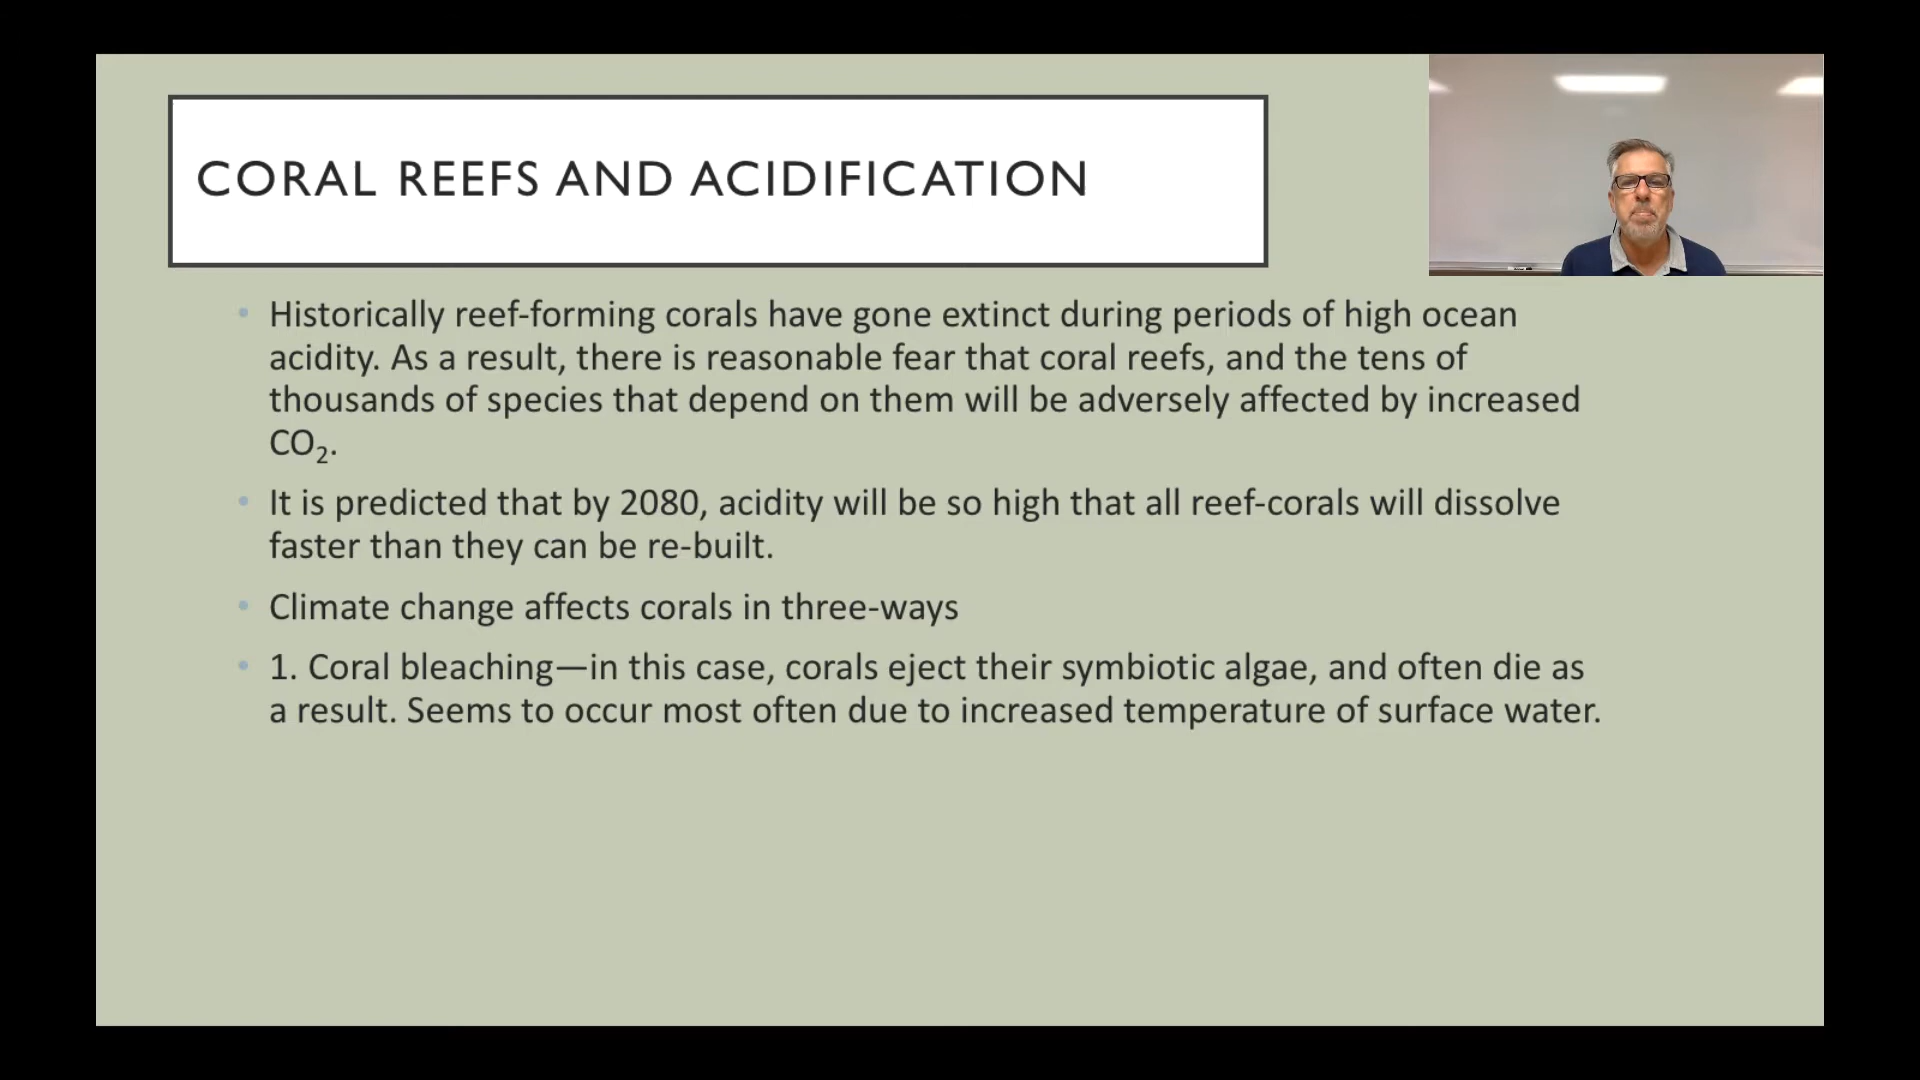 CORAL REEFS AND ACIDIFICATION
• Historically reef-forming corals have gone extinct during periods of high ocean
acidity. As a result, there is reasonable fear that coral reefs, and the tens of
thousands of species that depend on them will be adversely affected by increased
CO₂.
• It is predicted that by 2080, acidity will be so high that all reef-corals will dissolve
faster than they can be re-built.
• Climate change affects corals in three-ways
• 1. Coral bleaching—in this case, corals eject their symbiotic algae, and often die as
a result. Seems to occur most often due to increased temperature of surface water.